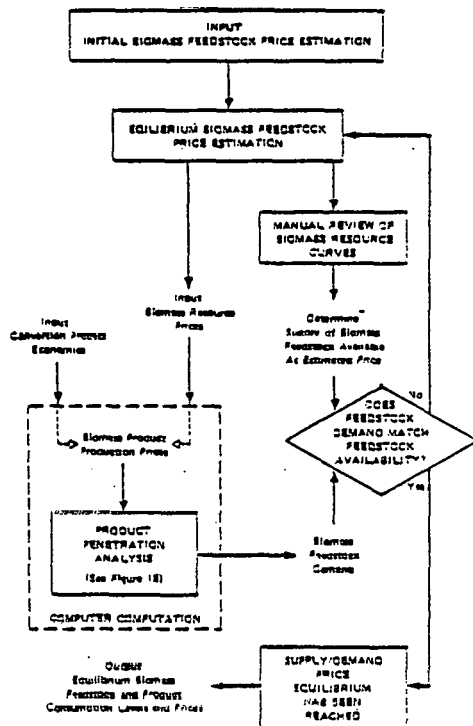 INPUT
INITIAL BIOMASS FEEDSTOCK PRICE ESTIMATION
EQILIBRIUM BIOMASS FEEDSTOCK
PRICE ESTIMATION
MANUAL REVIEW OF
BIOMASS RESOURCE
CURVES
Input
Biomass Resource
Prices
Input
Conversion Process
Economics
Determine
Supply of Biomass
Feedstock Available
At Estimated Price
No
DOES
FEEDSTOCK
DEMAND MATCH
FEEDSTOCK
AVAILABILITY?
Yes
Biomass Product
Production Prices
PRODUCT
PENETRATION
ANALYSIS
(See Figure 18)
COMPUTER COMPUTATION
Biomass
Feedstock
Demand
Output
Equilibrium Biomass
Feedstock and Product
Consumption Levels and Prices
SUPPLY/DEMAND
PRICE
EQUILIBRIUM
HAS BEEN
REACHED